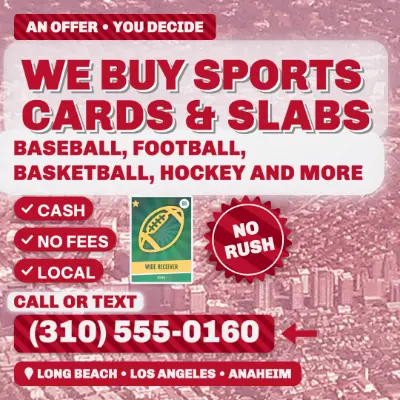 AN OFFER • YOU DECIDE
WE BUY SPORTS
CARDS & SLABS
BASEBALL, FOOTBALL,
BASKETBALL, HOCKEY AND MORE
CASH
NO FEES
LOCAL
WIDE RECEIVER
NO
RUSH
CALL OR TEXT
(310) 555-0160
LONG BEACH • LOS ANGELES • ANAHEIM